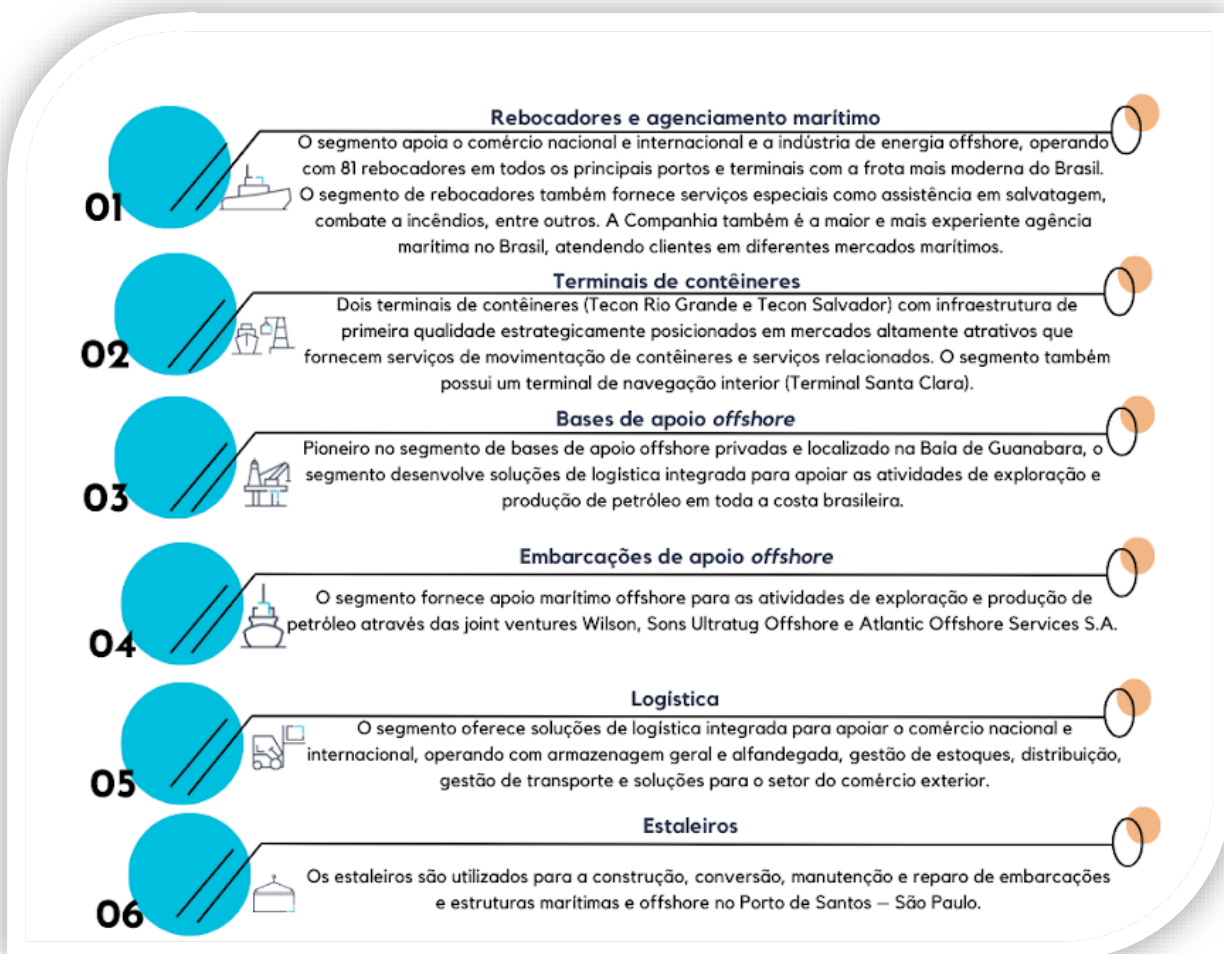 01
Rebocadores e agenciamento marítimo
O segmento apoia o comércio nacional e internacional e a indústria de energia offshore, operando
com 81 rebocadores em todos os principais portos e terminais com a frota mais moderna do Brasil.
O segmento de rebocadores também fornece serviços especiais como assistência em salvatagem,
combate a incêndios, entre outros. A Companhia também é a maior e mais experiente agência
marítima no Brasil, atendendo clientes em diferentes mercados marítimos.
02
Terminais de contêineres
Dois terminais de contêineres (Tecon Rio Grande e Tecon Salvador) com infraestrutura de
primeira qualidade estrategicamente posicionados em mercados altamente atrativos que
fornecem serviços de movimentação de contêineres e serviços relacionados. O segmento também
possui um terminal de navegação interior (Terminal Santa Clara).
03
Bases de apoio offshore
Pioneiro no segmento de bases de apoio offshore privadas e localizado na Baía de Guanabara, o
segmento desenvolve soluções de logística integrada para apoiar as atividades de exploração e
produção de petróleo em toda a costa brasileira.
04
Embarcações de apoio offshore
O segmento fornece apoio marítimo offshore para as atividades de exploração e produção de
petróleo através das joint ventures Wilson, Sons Ultratug Offshore e Atlantic Offshore Services S.A.
05
Logística
O segmento oferece soluções de logística integrada para apoiar o comércio nacional e
internacional, operando com armazenagem geral e alfandegada, gestão de estoques, distribuição,
gestão de transporte e soluções para o setor do comércio exterior.
06
Estaleiros
Os estaleiros são utilizados para a construção, conversão, manutenção e reparo de embarcações
e estruturas marítimas e offshore no Porto de Santos – São Paulo.